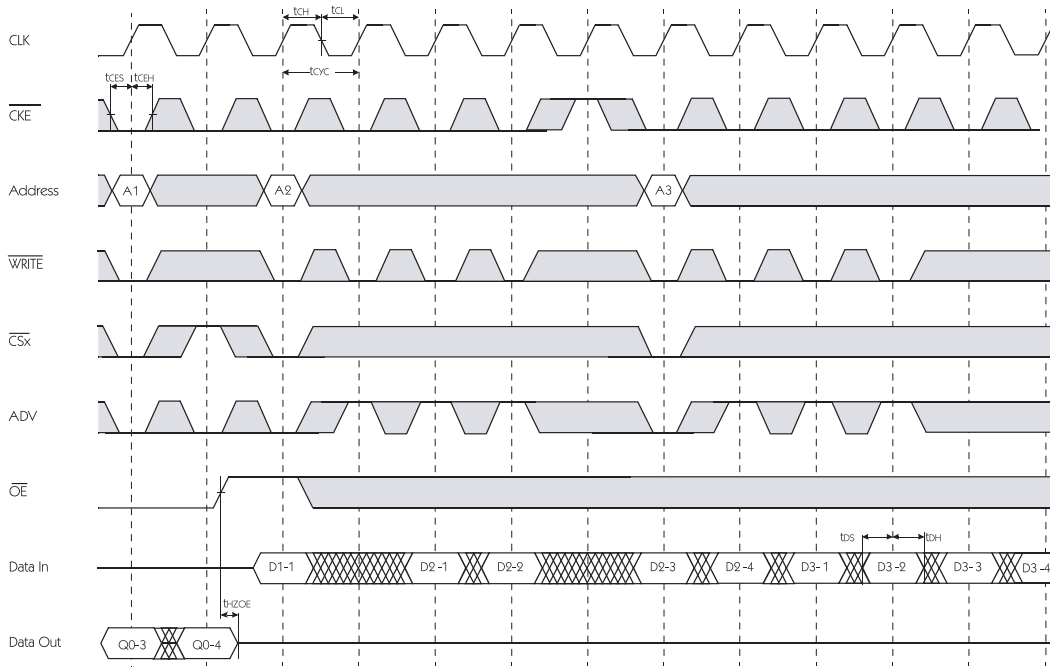 tCH tCL
CLK
tCYC
tCES tCEH
CKE
Address A1 A2 A3
WRITE
CSx
ADV
OE
tDS tDH
Data In D1-1 D2-1 D2-2 D2-3 D2-4 D3-1 D3-2 D3-3 D3-4
tHZOE
Data Out Q0-3 Q0-4